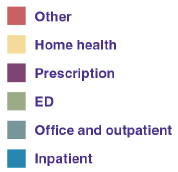 Other
Home health
Prescription
ED
Office and outpatient
Inpatient